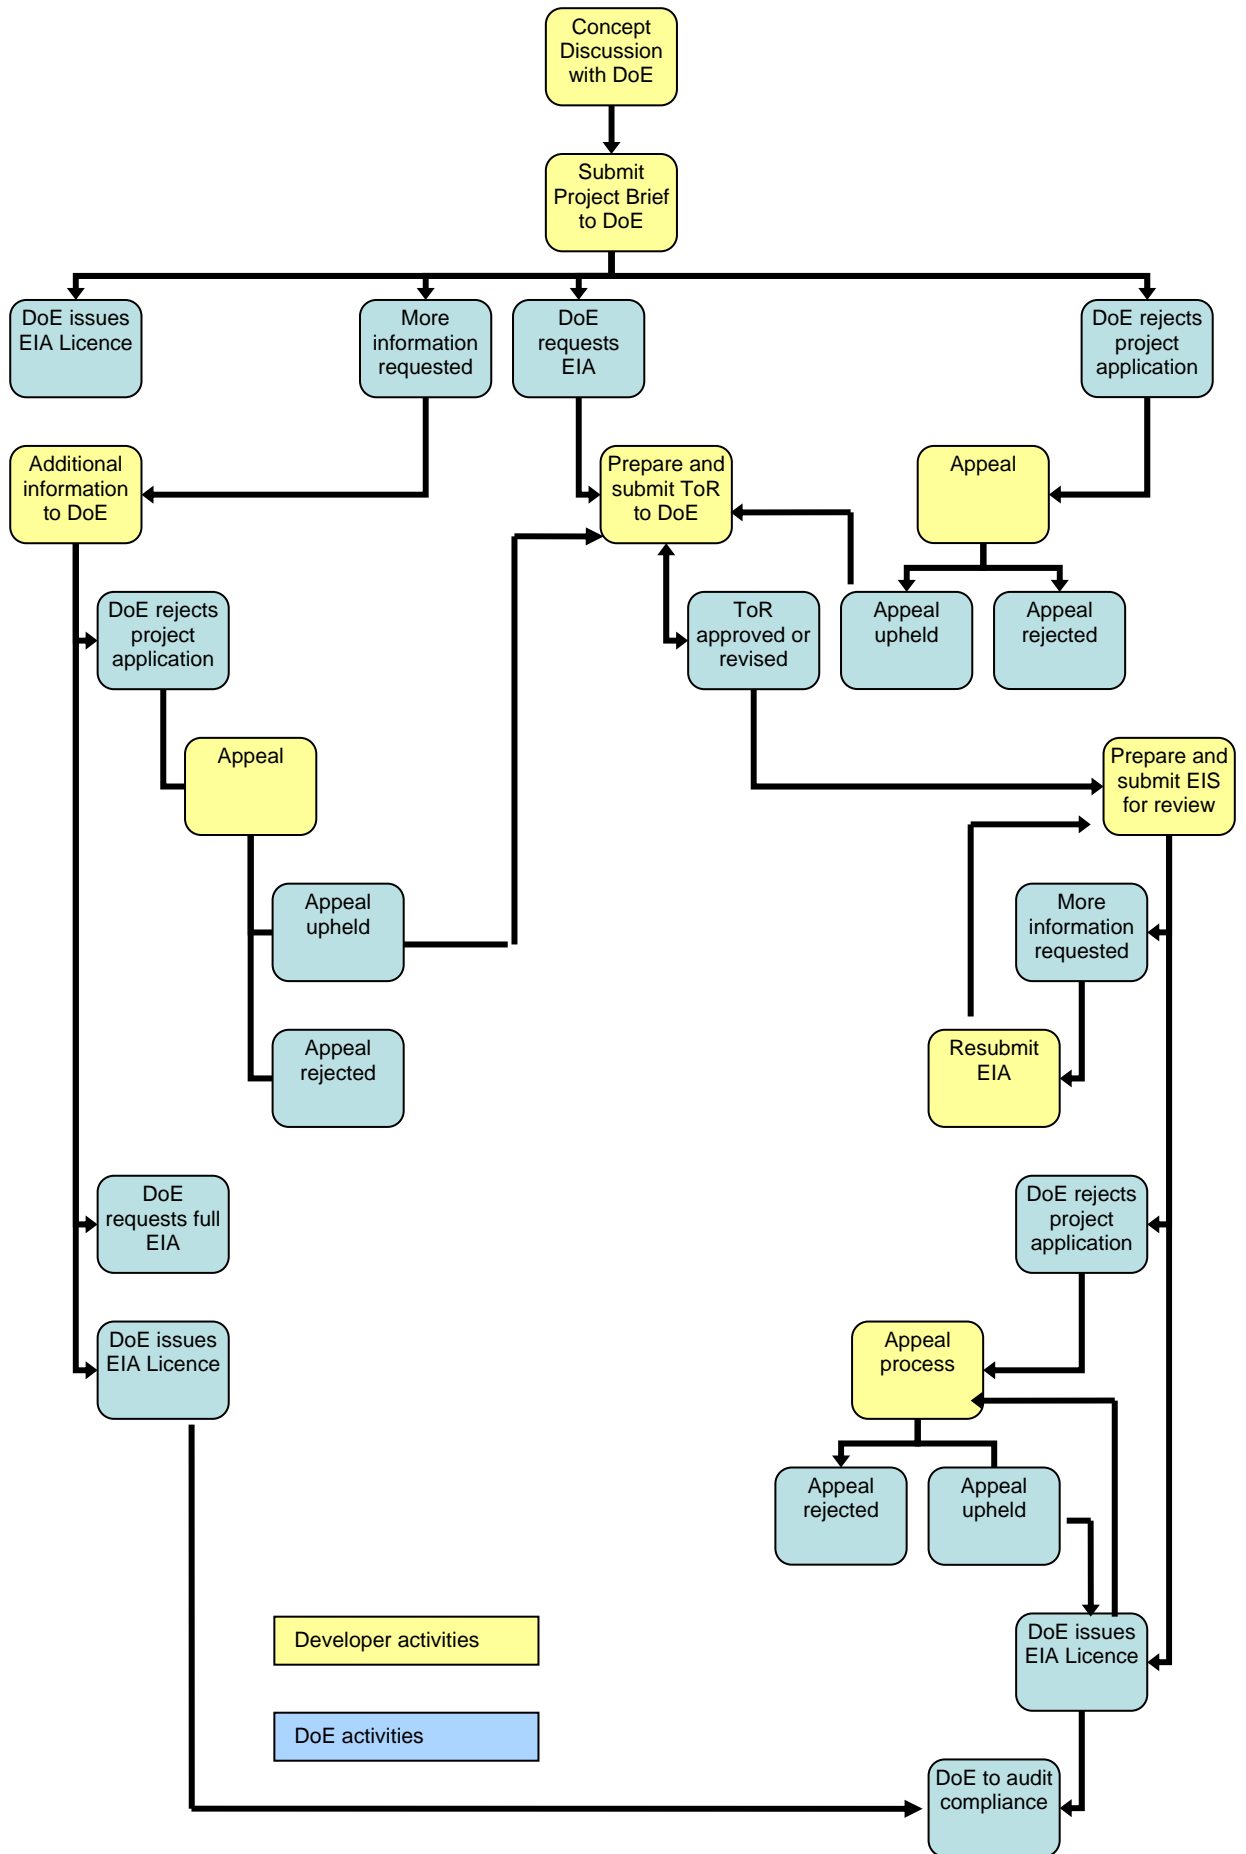 Concept
Discussion
with DoE
Submit
Project Brief
to DoE
DoE issues
EIA Licence
More
information
requested
DoE
requests
EIA
DoE rejects
project
application
Additional
information
to DoE
Prepare and
submit ToR
to DoE
Appeal
DoE rejects
project
application
ToR
approved or
revised
Appeal
upheld
Appeal
rejected
Appeal
Prepare and
submit EIS
for review
Appeal
upheld
More
information
requested
Appeal
rejected
Resubmit
EIA
DoE
requests full
EIA
DoE rejects
project
application
DoE issues
EIA Licence
Appeal
process
Appeal
rejected
Appeal
upheld
Developer activities
DoE issues
EIA Licence
DoE activities
DoE to audit
compliance